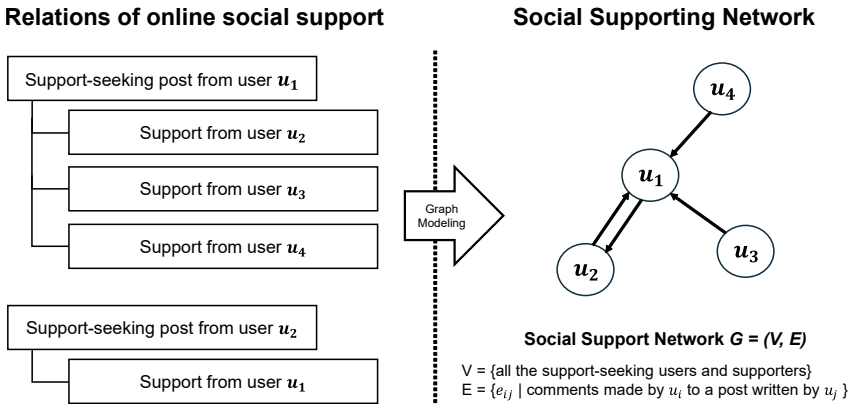 Relations of online social support
Support-seeking post from user u₁
Support from user u₂
Support from user u₃
Support from user u₄
Support-seeking post from user u₂
Support from user u₁
Graph
Modeling
Social Supporting Network
u₄
u₁
u₂
u₃
Social Support Network G = (V, E)
V = {all the support-seeking users and supporters}
E = {eᵢⱼ | comments made by uᵢ to a post written by uⱼ }